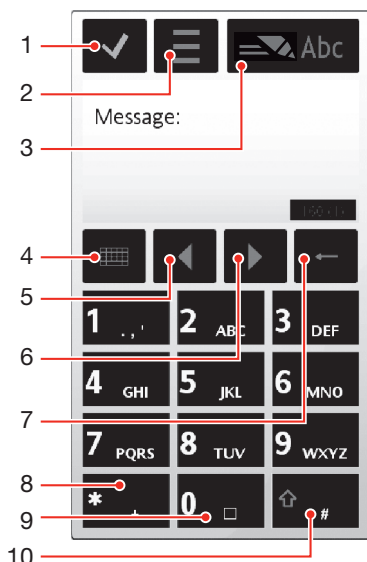 1
2
3
Abc
Message:
4
5
6
7
1 . , '
2 ABC
3 DEF
4 GHI
5 JKL
6 MNO
7 PQRS
8 TUV
9 WXYZ
8
* +
0
#
9
10